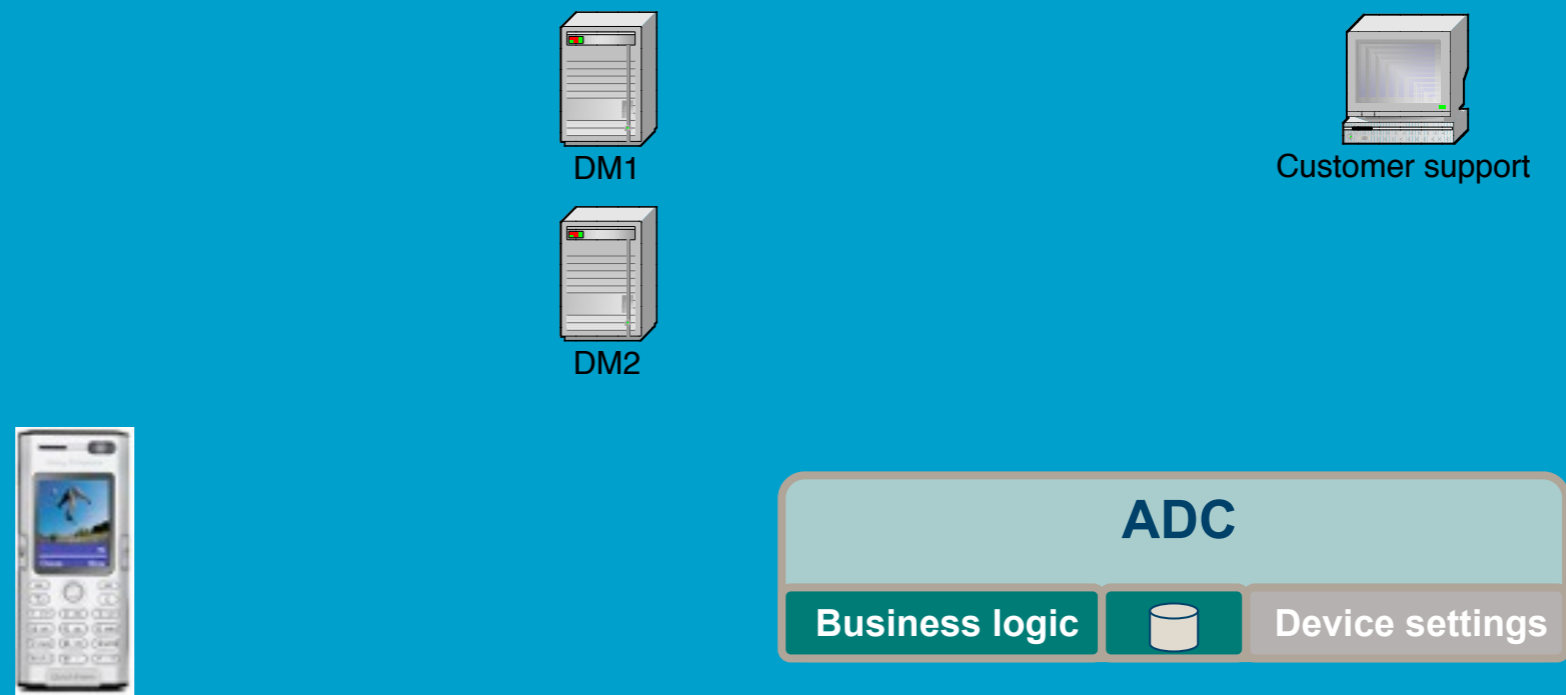 DM1
Customer support
DM2
ADC
Business logic
Device settings